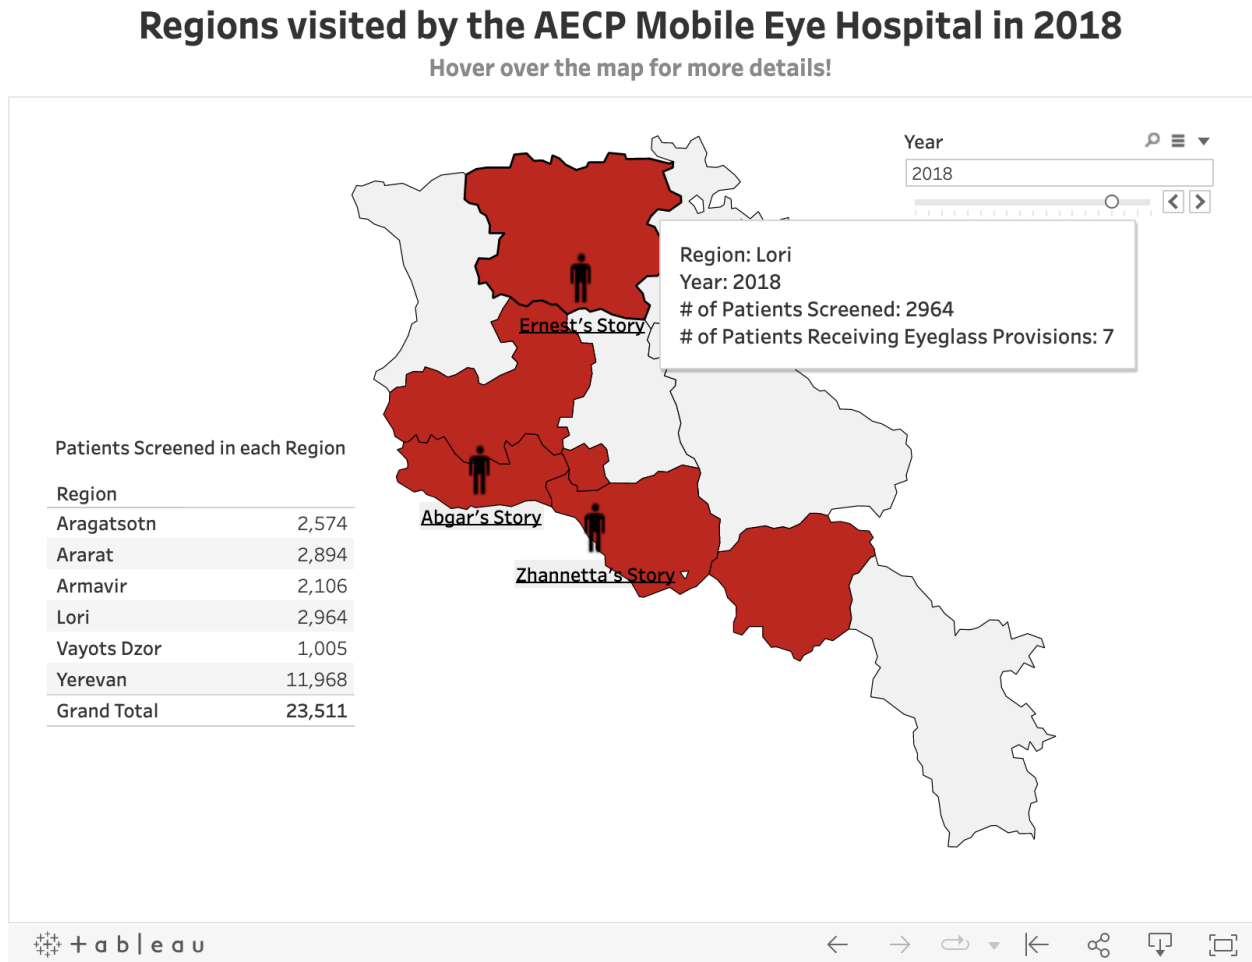 Regions visited by the AECP Mobile Eye Hospital in 2018
Hover over the map for more details!
Year
2018
Region: Lori
Year: 2018
# of Patients Screened: 2964
# of Patients Receiving Eyeglass Provisions: 7
Ernest's Story
Abgar's Story
Zhannetta's Story
Patients Screened in each Region
Region
Aragatsotn 2,574
Ararat 2,894
Armavir 2,106
Lori 2,964
Vayots Dzor 1,005
Yerevan 11,968
Grand Total 23,511
+ableau